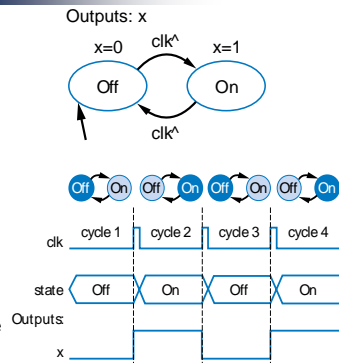 Outputs: x
x=0 clk^ x=1
Off On
clk^
Off On Off On Off On Off On
clk cycle 1 cycle 2 cycle 3 cycle 4
state Off On Off On
e Outputs:
x